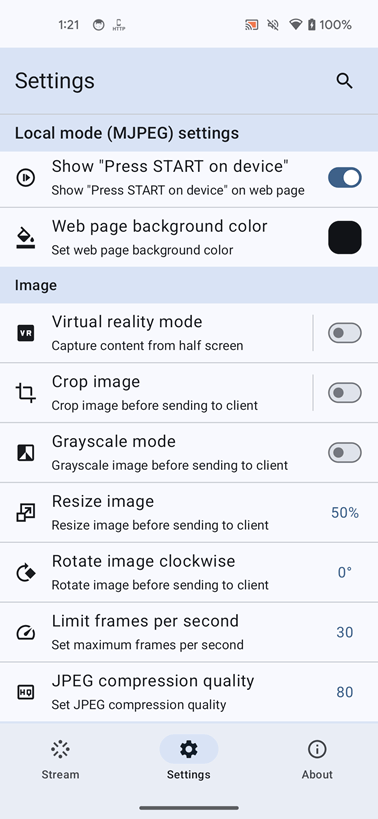 1:21
HTTP
100%
Settings
Local mode (MJPEG) settings
Show "Press START on device"
Show "Press START on device" on web page
Web page background color
Set web page background color
Image
VR
Virtual reality mode
Capture content from half screen
Crop image
Crop image before sending to client
Grayscale mode
Grayscale image before sending to client
Resize image
50%
Resize image before sending to client
Rotate image clockwise
0°
Rotate image before sending to client
Limit frames per second
30
Set maximum frames per second
HQ
JPEG compression quality
80
Set JPEG compression quality
Stream
Settings
About